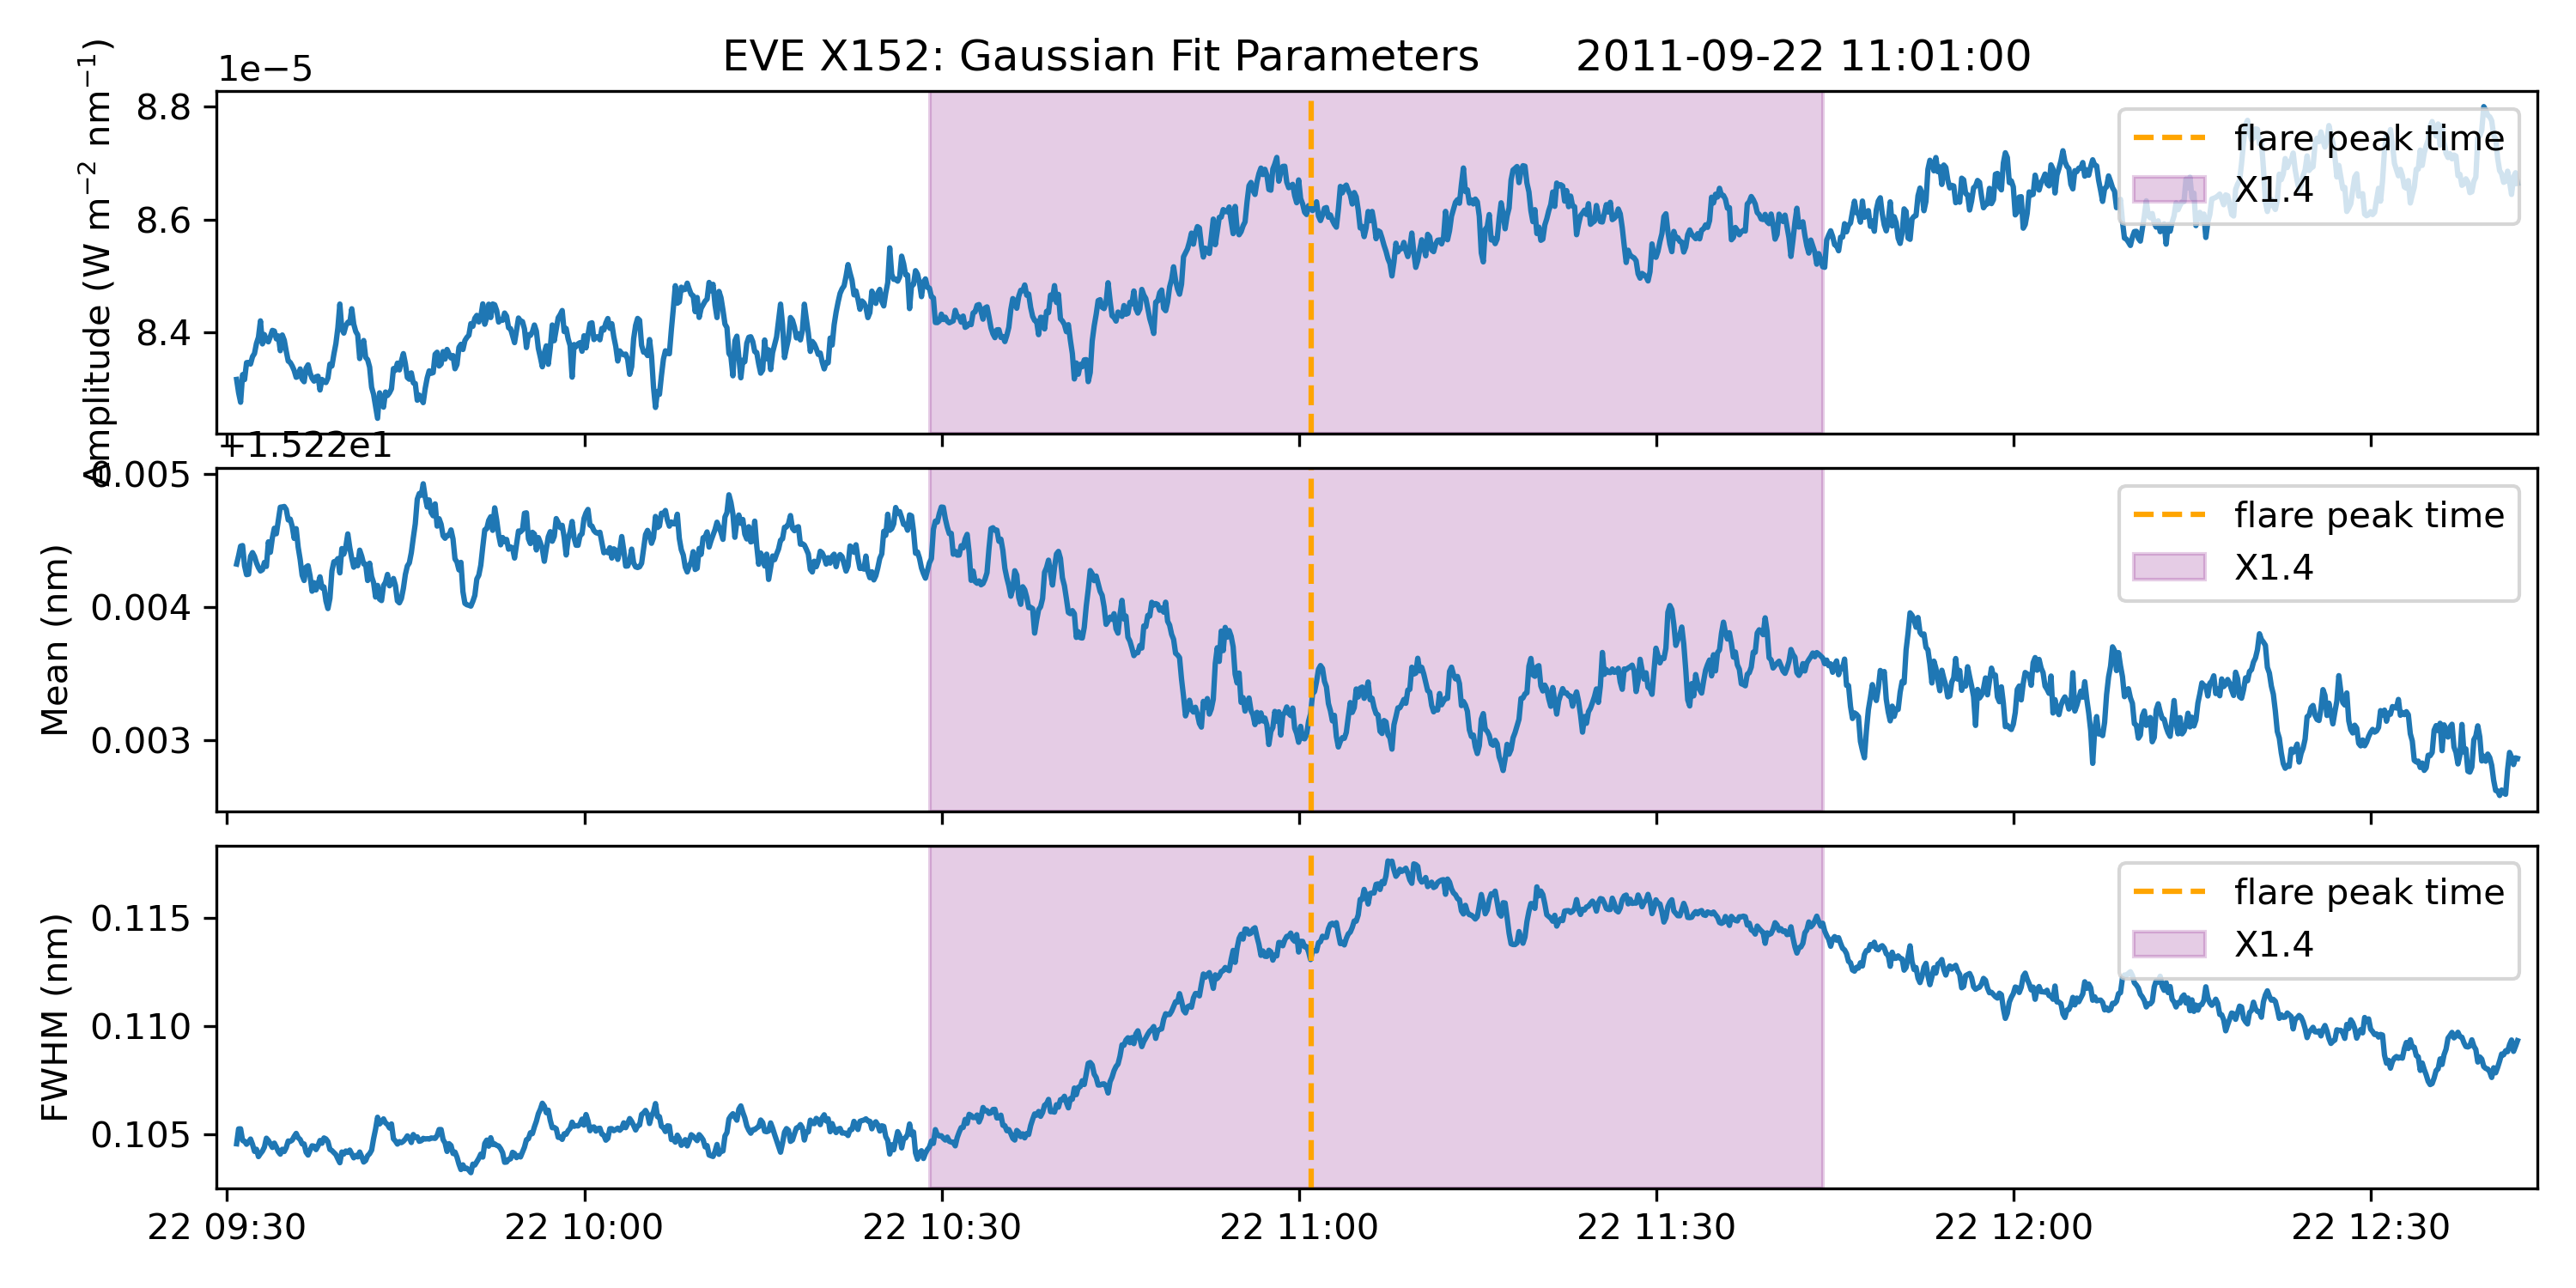 EVE X152: Gaussian Fit Parameters 2011-09-22 11:01:00
1e−5
Amplitude (W m⁻² nm⁻¹)
8.8
8.6
8.4
flare peak time
X1.4
+1.522e1
Mean (nm)
0.005
0.004
0.003
flare peak time
X1.4
FWHM (nm)
0.115
0.110
0.105
flare peak time
X1.4
22 09:30 22 10:00 22 10:30 22 11:00 22 11:30 22 12:00 22 12:30